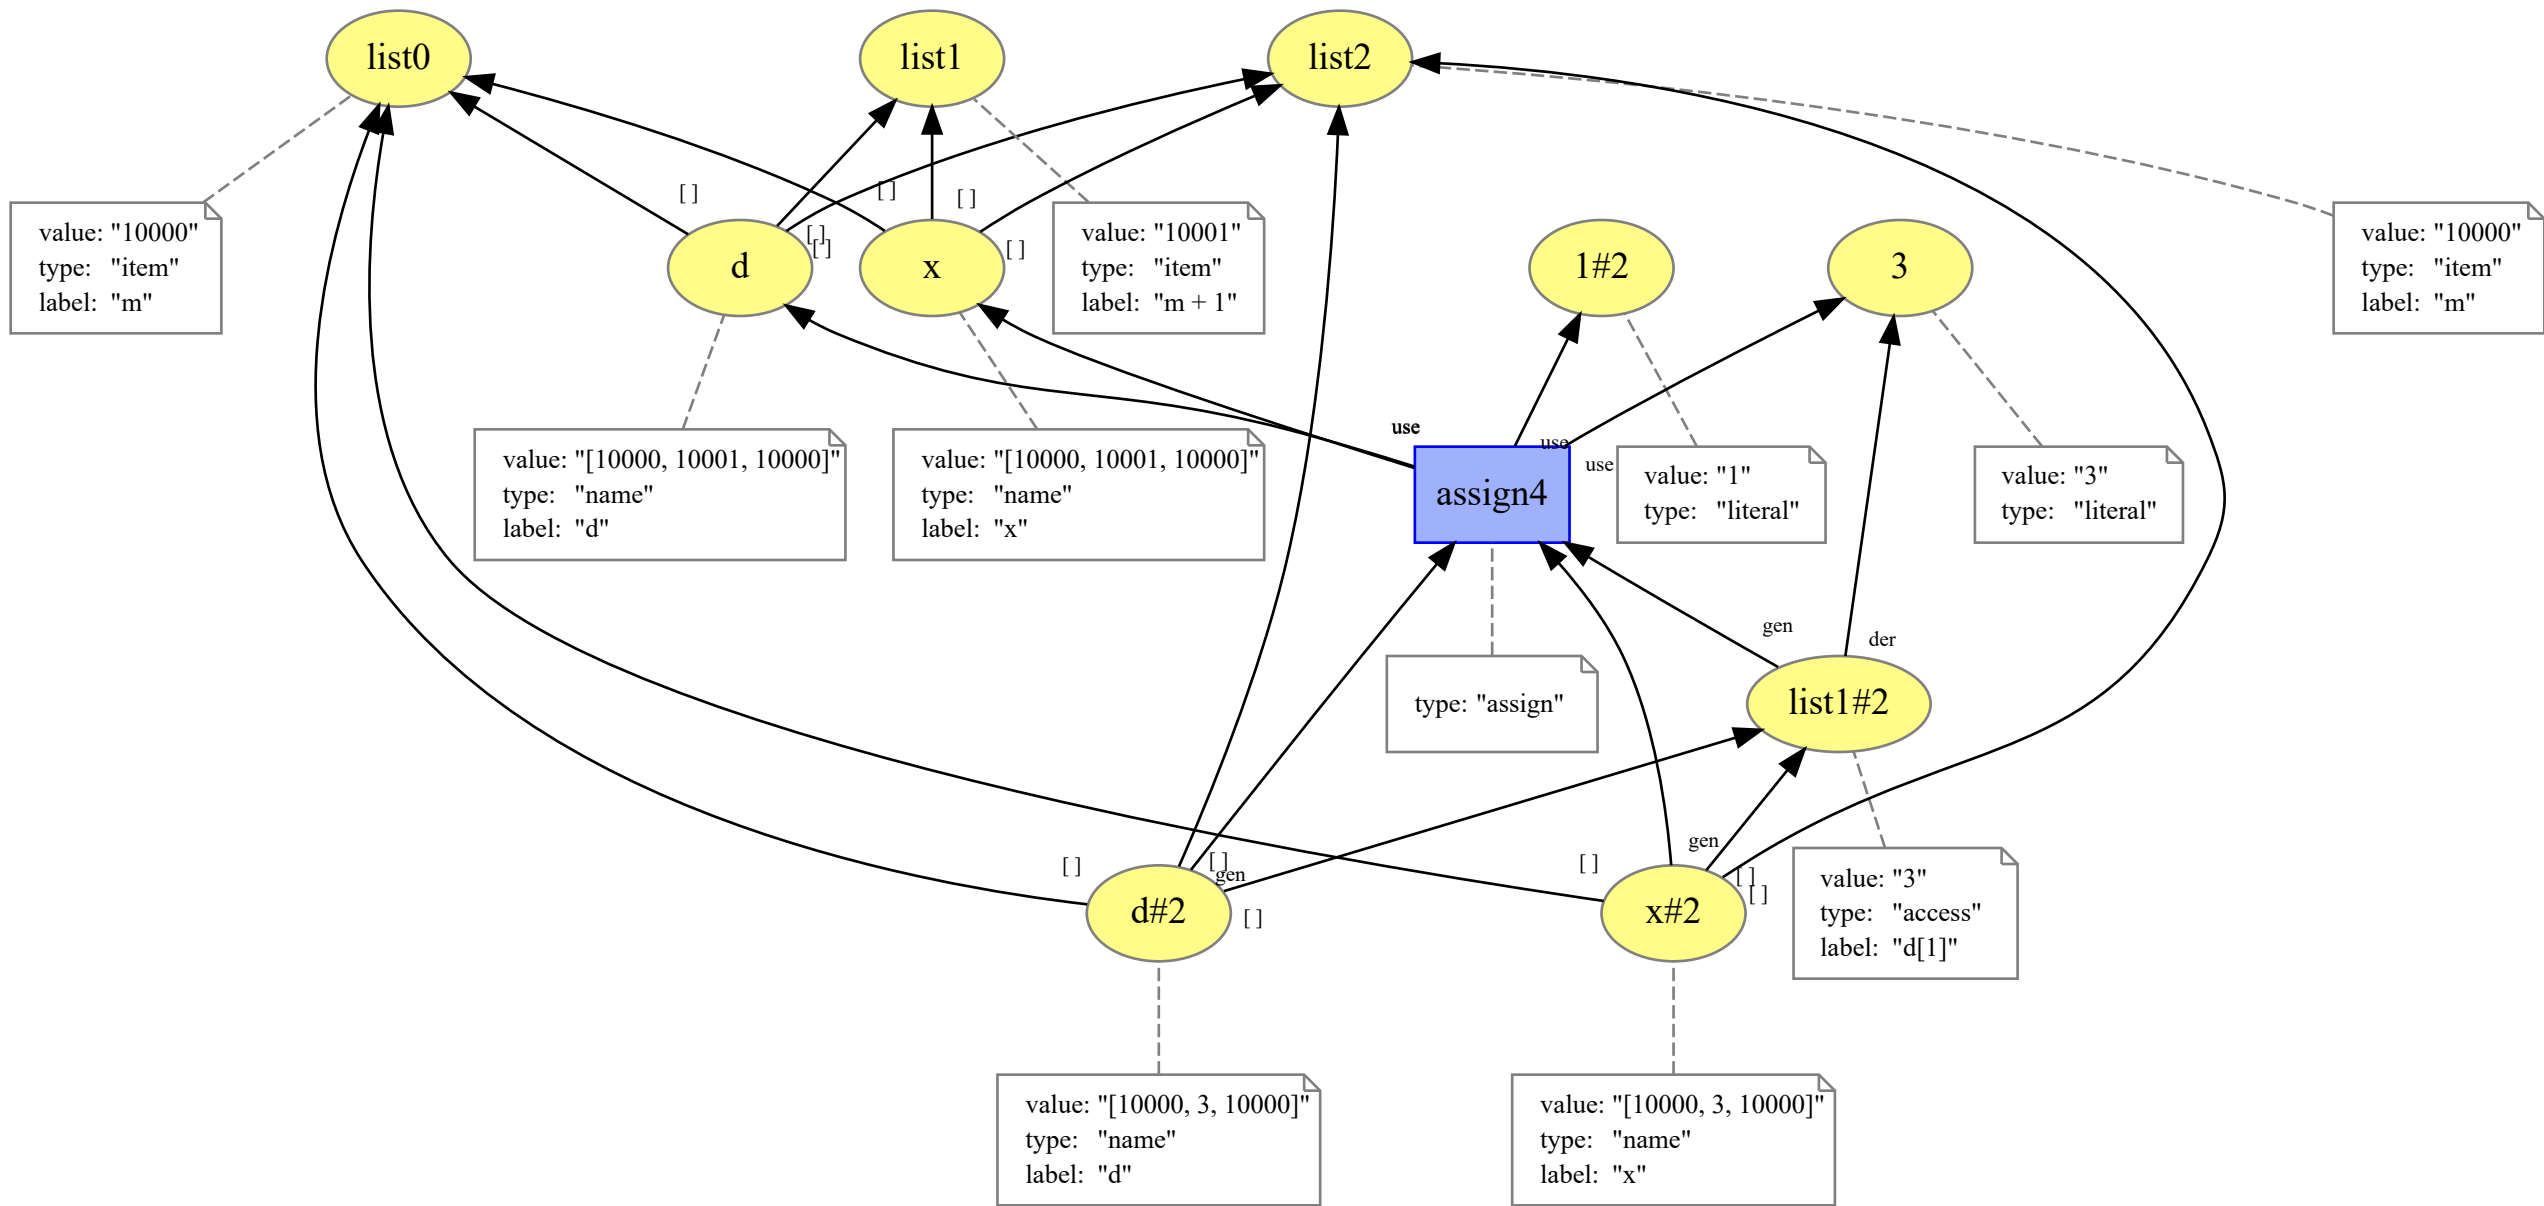 list0
list1
list2
[ ]
[ ]
[ ]
value: "10000"
type: "item"
label: "m"
d
[ ]
[ ]
x
[ ]
value: "10001"
type: "item"
label: "m + 1"
1#2
3
value: "10000"
type: "item"
label: "m"
value: "[10000, 10001, 10000]"
type: "name"
label: "d"
value: "[10000, 10001, 10000]"
type: "name"
label: "x"
use
use
use
assign4
value: "1"
type: "literal"
value: "3"
type: "literal"
gen
der
type: "assign"
list1#2
[ ]
[ ]
gen
[ ]
d#2
[ ]
gen
[ ]
[ ]
x#2
value: "3"
type: "access"
label: "d[1]"
value: "[10000, 3, 10000]"
type: "name"
label: "d"
value: "[10000, 3, 10000]"
type: "name"
label: "x"